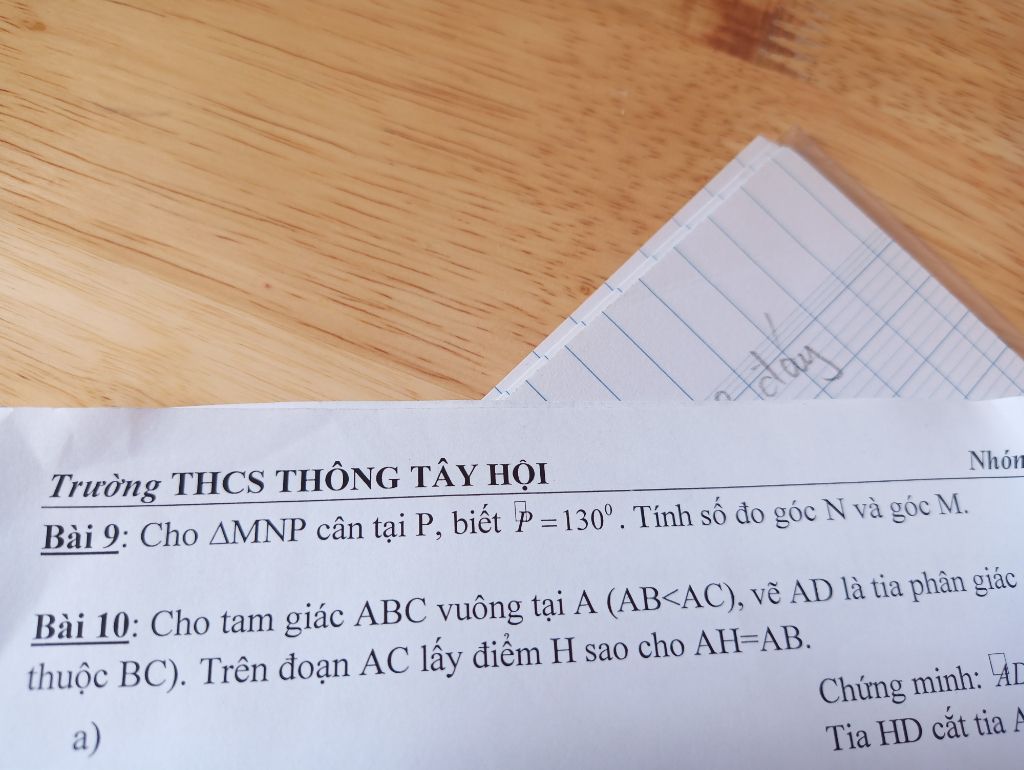 đáy
Trường THCS THÔNG TÂY HỘI
Nhón
Bài 9: Cho ΔMNP cân tại P, biết P = 130⁰. Tính số đo góc N và góc M.
Bài 10: Cho tam giác ABC vuông tại A (AB<AC), vẽ AD là tia phân giác
thuộc BC). Trên đoạn AC lấy điểm H sao cho AH=AB.
Chứng minh: AD
a)
Tia HD cắt tia A